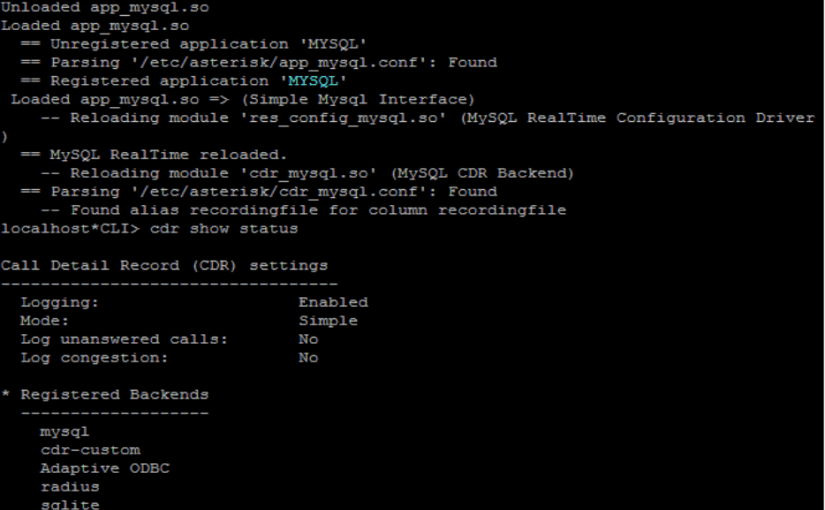 Unloaded app_mysql.so
Loaded app_mysql.so
== Unregistered application 'MYSQL'
== Parsing '/etc/asterisk/app_mysql.conf': Found
== Registered application 'MYSQL'
Loaded app_mysql.so => (Simple Mysql Interface)
-- Reloading module 'res_config_mysql.so' (MySQL RealTime Configuration Driver
)
== MySQL RealTime reloaded.
-- Reloading module 'cdr_mysql.so' (MySQL CDR Backend)
== Parsing '/etc/asterisk/cdr_mysql.conf': Found
-- Found alias recordingfile for column recordingfile
localhost*CLI> cdr show status
Call Detail Record (CDR) settings
----------------------------------
Logging: Enabled
Mode: Simple
Log unanswered calls: No
Log congestion: No
* Registered Backends
-------------------
mysql
cdr-custom
Adaptive ODBC
radius
sqlite